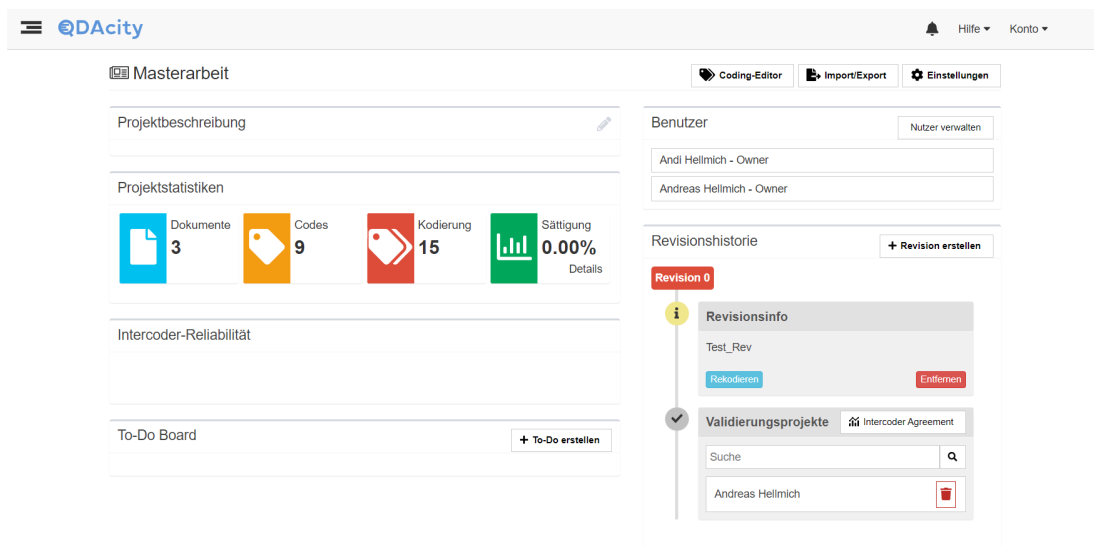 QDAcity
Hilfe
Konto
Masterarbeit
Coding-Editor
Import/Export
Einstellungen
Projektbeschreibung
Projektstatistiken
Dokumente
3
Codes
9
Kodierung
15
Sättigung
0.00%
Details
Intercoder-Reliabilität
To-Do Board
+ To-Do erstellen
Benutzer
Nutzer verwalten
Andi Hellmich - Owner
Andreas Hellmich - Owner
Revisionshistorie
+ Revision erstellen
Revision 0
Revisionsinfo
Test_Rev
Rekodieren
Entfernen
Validierungsprojekte
Intercoder Agreement
Suche
Andreas Hellmich